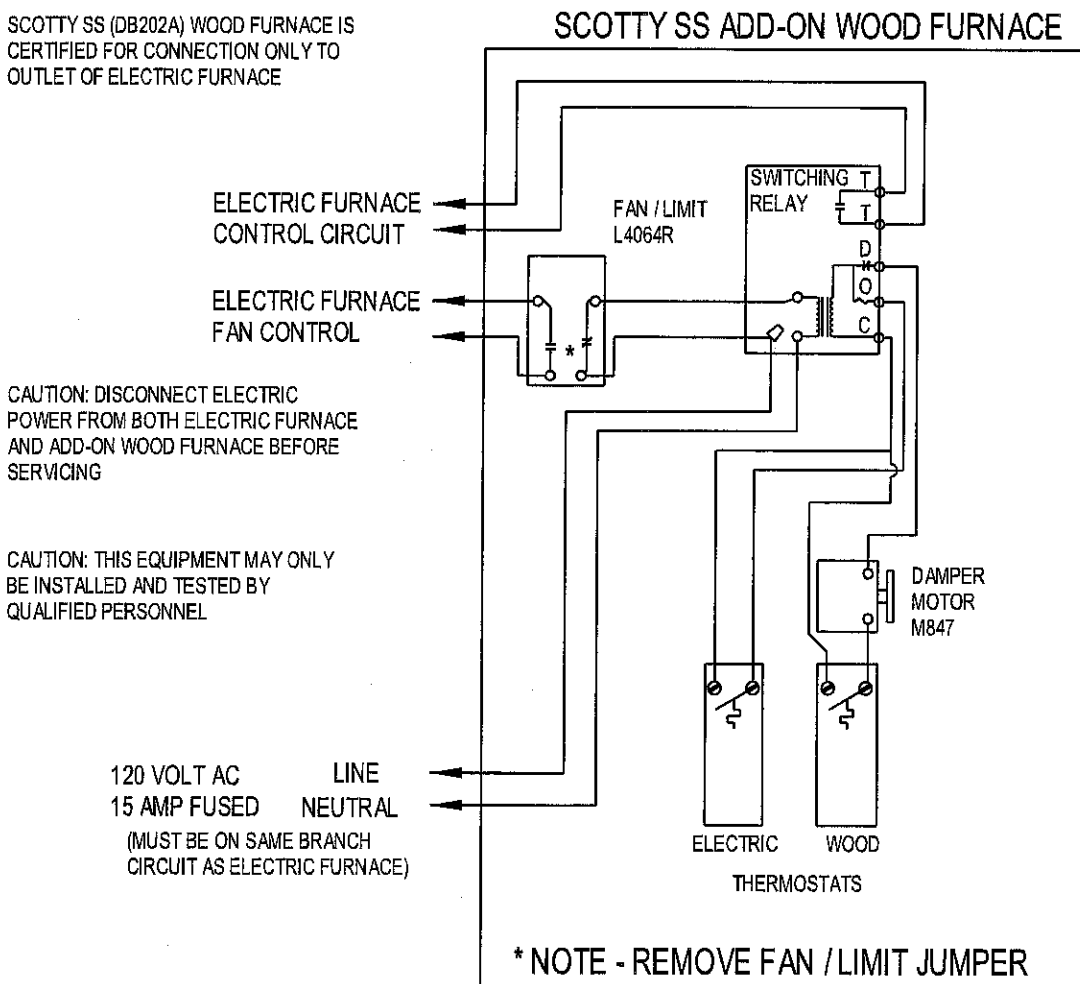 SCOTTY SS (DB202A) WOOD FURNACE IS
CERTIFIED FOR CONNECTION ONLY TO
OUTLET OF ELECTRIC FURNACE
SCOTTY SS ADD-ON WOOD FURNACE
ELECTRIC FURNACE
CONTROL CIRCUIT
FAN / LIMIT
L4064R
SWITCHING
RELAY
T
T
D
O
C
ELECTRIC FURNACE
FAN CONTROL
*
CAUTION: DISCONNECT ELECTRIC
POWER FROM BOTH ELECTRIC FURNACE
AND ADD-ON WOOD FURNACE BEFORE
SERVICING
CAUTION: THIS EQUIPMENT MAY ONLY
BE INSTALLED AND TESTED BY
QUALIFIED PERSONNEL
DAMPER
MOTOR
M847
120 VOLT AC LINE
15 AMP FUSED NEUTRAL
(MUST BE ON SAME BRANCH
CIRCUIT AS ELECTRIC FURNACE)
ELECTRIC WOOD
THERMOSTATS
* NOTE - REMOVE FAN / LIMIT JUMPER